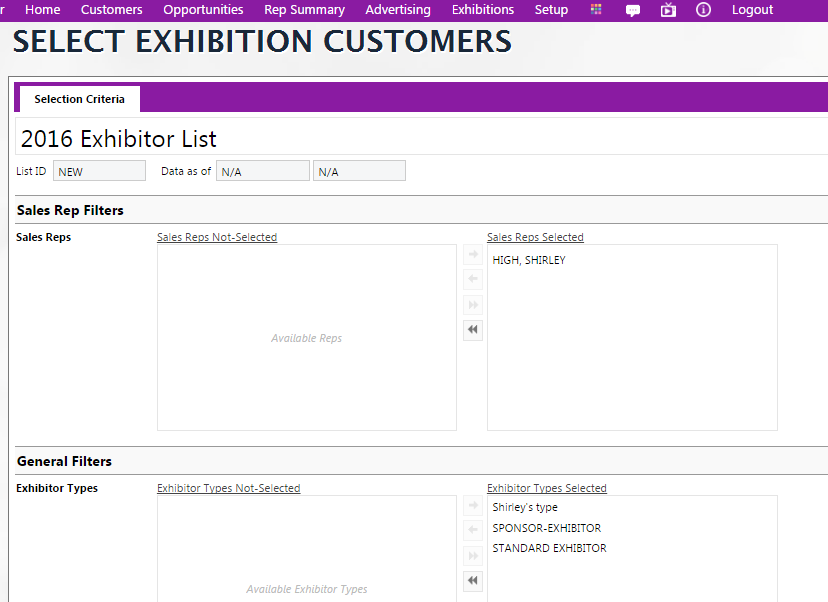 r Home Customers Opportunities Rep Summary Advertising Exhibitions Setup Logout
SELECT EXHIBITION CUSTOMERS
Selection Criteria
2016 Exhibitor List
List ID NEW Data as of N/A N/A
Sales Rep Filters
Sales Reps Sales Reps Not-Selected Sales Reps Selected
HIGH, SHIRLEY
Available Reps
General Filters
Exhibitor Types Exhibitor Types Not-Selected Exhibitor Types Selected
Shirley's type
SPONSOR-EXHIBITOR
STANDARD EXHIBITOR
Available Exhibitor Types